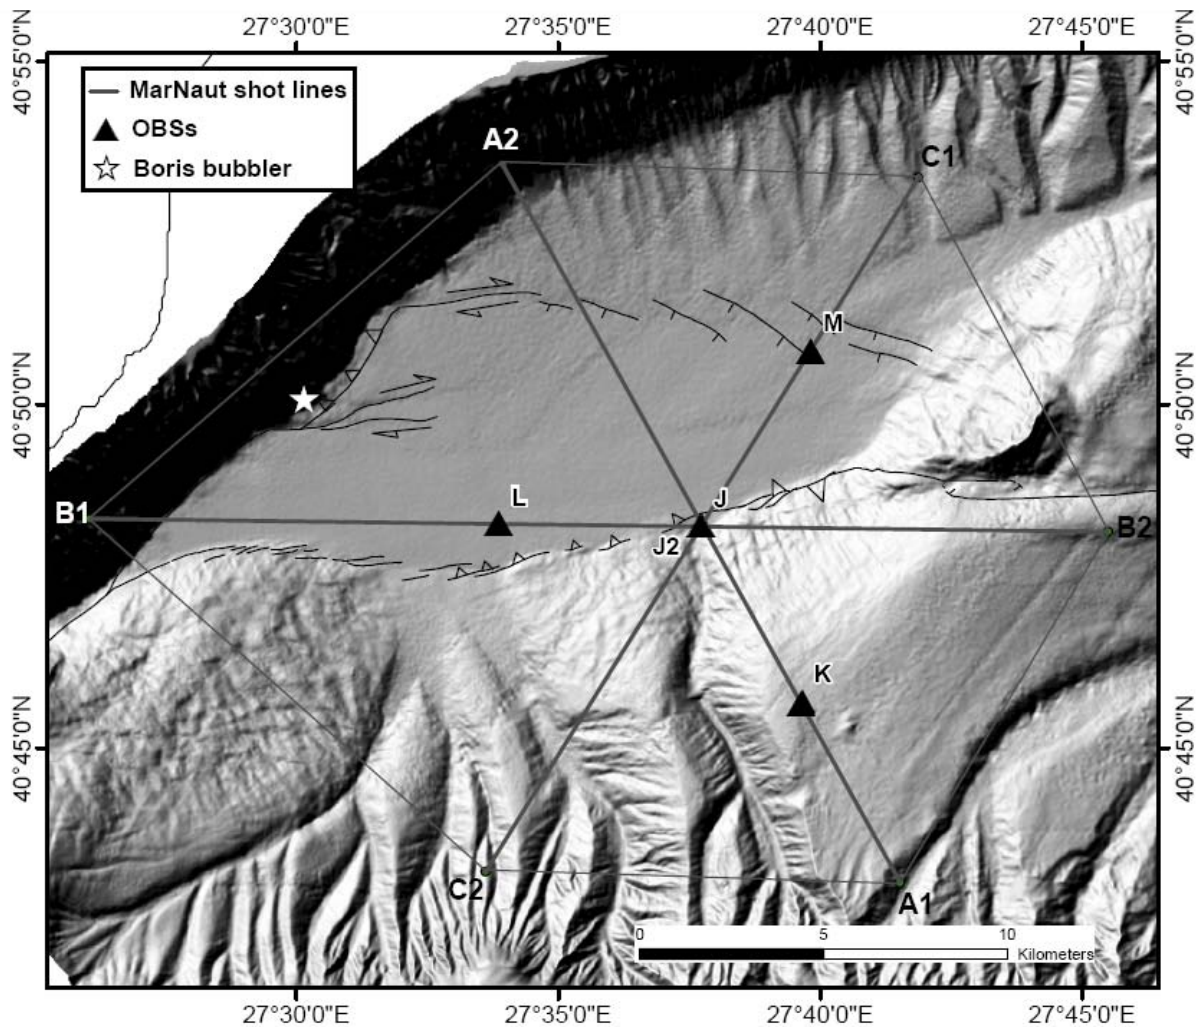 27°30'0"E 27°35'0"E 27°40'0"E 27°45'0"E
40°55'0"N 40°55'0"N
MarNaut shot lines
OBSs
Boris bubbler
A2
C1
M
40°50'0"N 40°50'0"N
L
J
B1
J2
B2
K
40°45'0"N 40°45'0"N
C2
A1
0 5 10
Kilometers
27°30'0"E 27°35'0"E 27°40'0"E 27°45'0"E